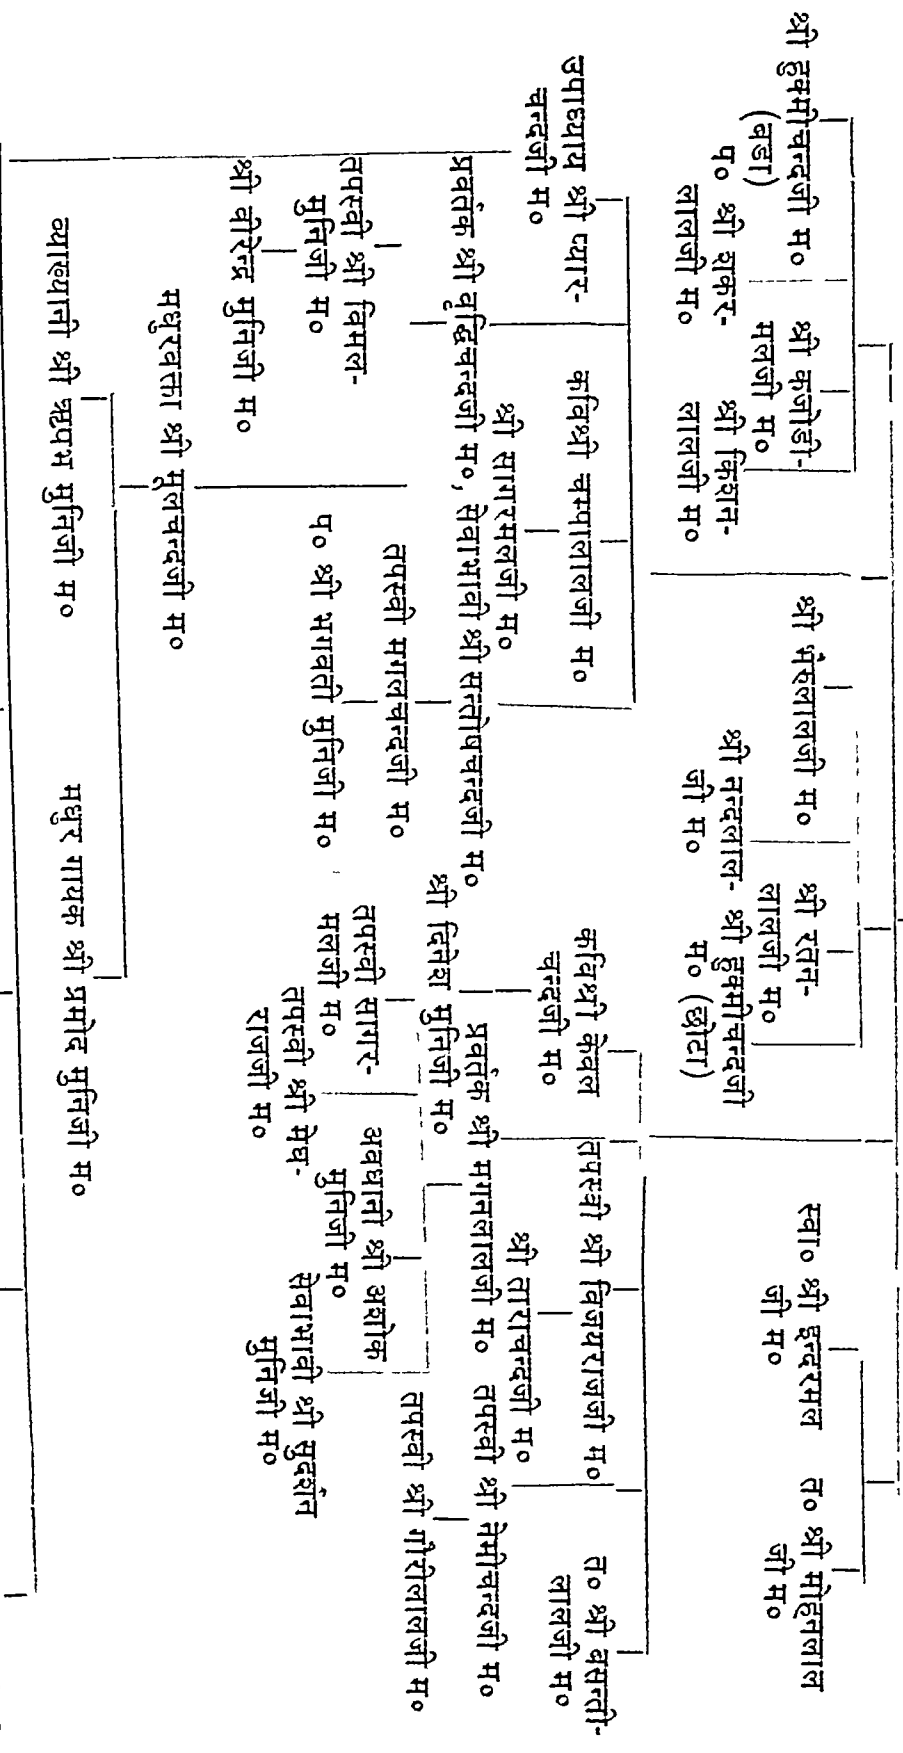 श्री हुक्मीचन्दजी म०
(बडा)
प० श्री शकर-
लालजी म०
श्री कजोडी-
मलजी म०
श्री किशन-
लालजी म०
श्री भैरुलालजी म०
श्री नन्दलाल-
जी म०
श्री रतन-
लालजी म०
श्री हुक्मीचन्दजी
म० (छोटा)
स्वा० श्री इन्दरमल
जी म०
त० श्री मोहनलाल
जी म०
उपाध्याय श्री प्यार-
चन्दजी म०
कविश्री चम्पालालजी म०
श्री सागरमलजी म०
प्रवर्तक श्री वृद्धिचन्दजी म०, सेवाभावी श्री सन्तोषचन्दजी म०
तपस्वी श्री विमल-
मुनिजी म०
श्री वीरेन्द्र मुनिजी म०
तपस्वी मगलचन्दजी म०
प० श्री भगवती मुनिजी म०
कविश्री केवल
चन्दजी म०
तपस्वी श्री विजयराजजी म०
त० श्री बसन्ती-
लालजी म०
श्री ताराचन्दजी म०
प्रवर्तक श्री मगनलालजी म०
तपस्वी श्री नेमीचन्दजी म०
श्री दिनेश मुनिजी म०
तपस्वी श्री गोरीलालजी म०
तपस्वी सागर-
मलजी म०
अवधानी श्री अशोक
मुनिजी म०
तपस्वी श्री मेघ-
राजजी म०
सेवाभावी श्री सुदर्शन
मुनिजी म०
मधुरवक्ता श्री मूलचन्दजी म०
व्याख्यानी श्री ऋषभ मुनिजी म०
मधुर गायक श्री प्रमोद मुनिजी म०